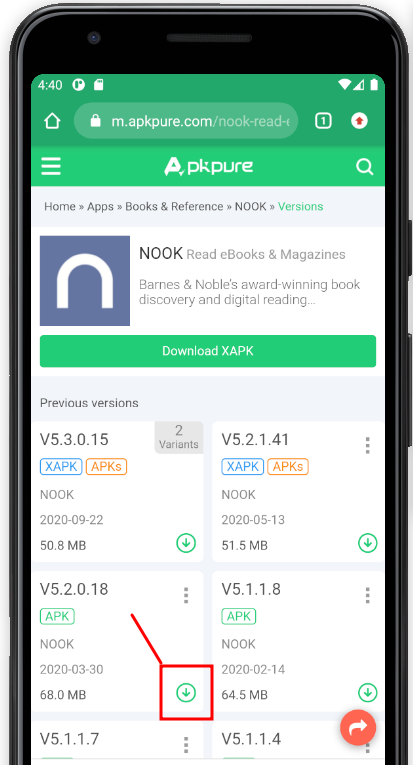 4:40
m.apkpure.com/nook-read-e
1
Apkpure
Home » Apps » Books & Reference » NOOK » Versions
NOOK Read eBooks & Magazines
Barnes & Noble's award-winning book
discovery and digital reading...
Download XAPK
Previous versions
V5.3.0.15
2
Variants
XAPK APKs
NOOK
2020-09-22
50.8 MB
V5.2.1.41
XAPK APKs
NOOK
2020-05-13
51.5 MB
V5.2.0.18
APK
NOOK
2020-03-30
68.0 MB
V5.1.1.8
APK
NOOK
2020-02-14
64.5 MB
V5.1.1.7
V5.1.1.4